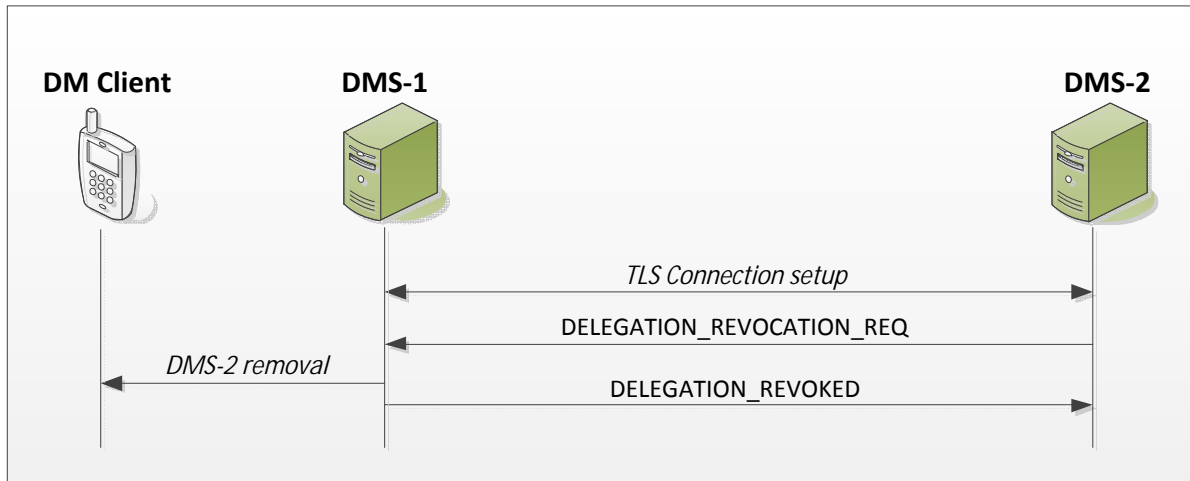 DM Client
DMS-1
DMS-2
TLS Connection setup
DELEGATION_REVOCATION_REQ
DMS-2 removal
DELEGATION_REVOKED